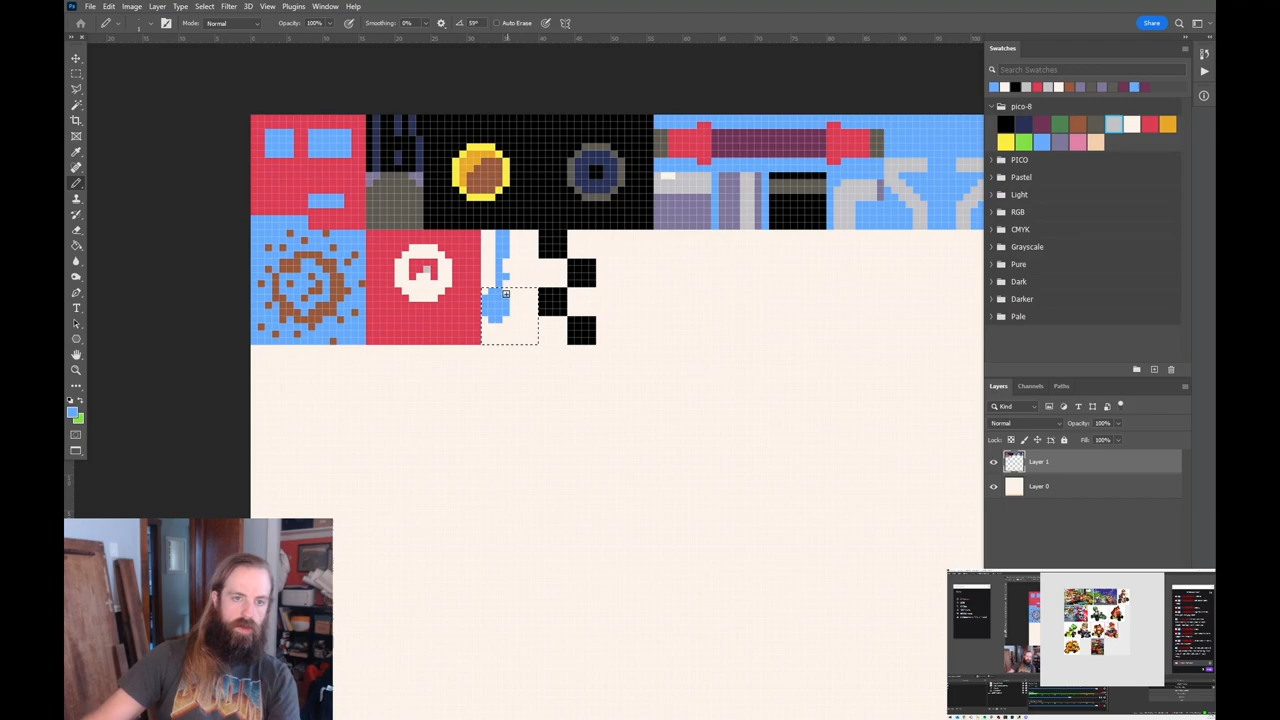 Ps File Edit Image Layer Type Select Filter 3D View Plugins Window Help
Mode: Normal Opacity: 100% Smoothing: 0% 59° Auto Erase Share
Swatches
Search Swatches
pico-8
PICO
Pastel
Light
RGB
CMYK
Grayscale
Pure
Dark
Darker
Pale
Layers Channels Paths
Kind
Normal Opacity: 100%
Lock: Fill: 100%
Layer 1
Layer 0